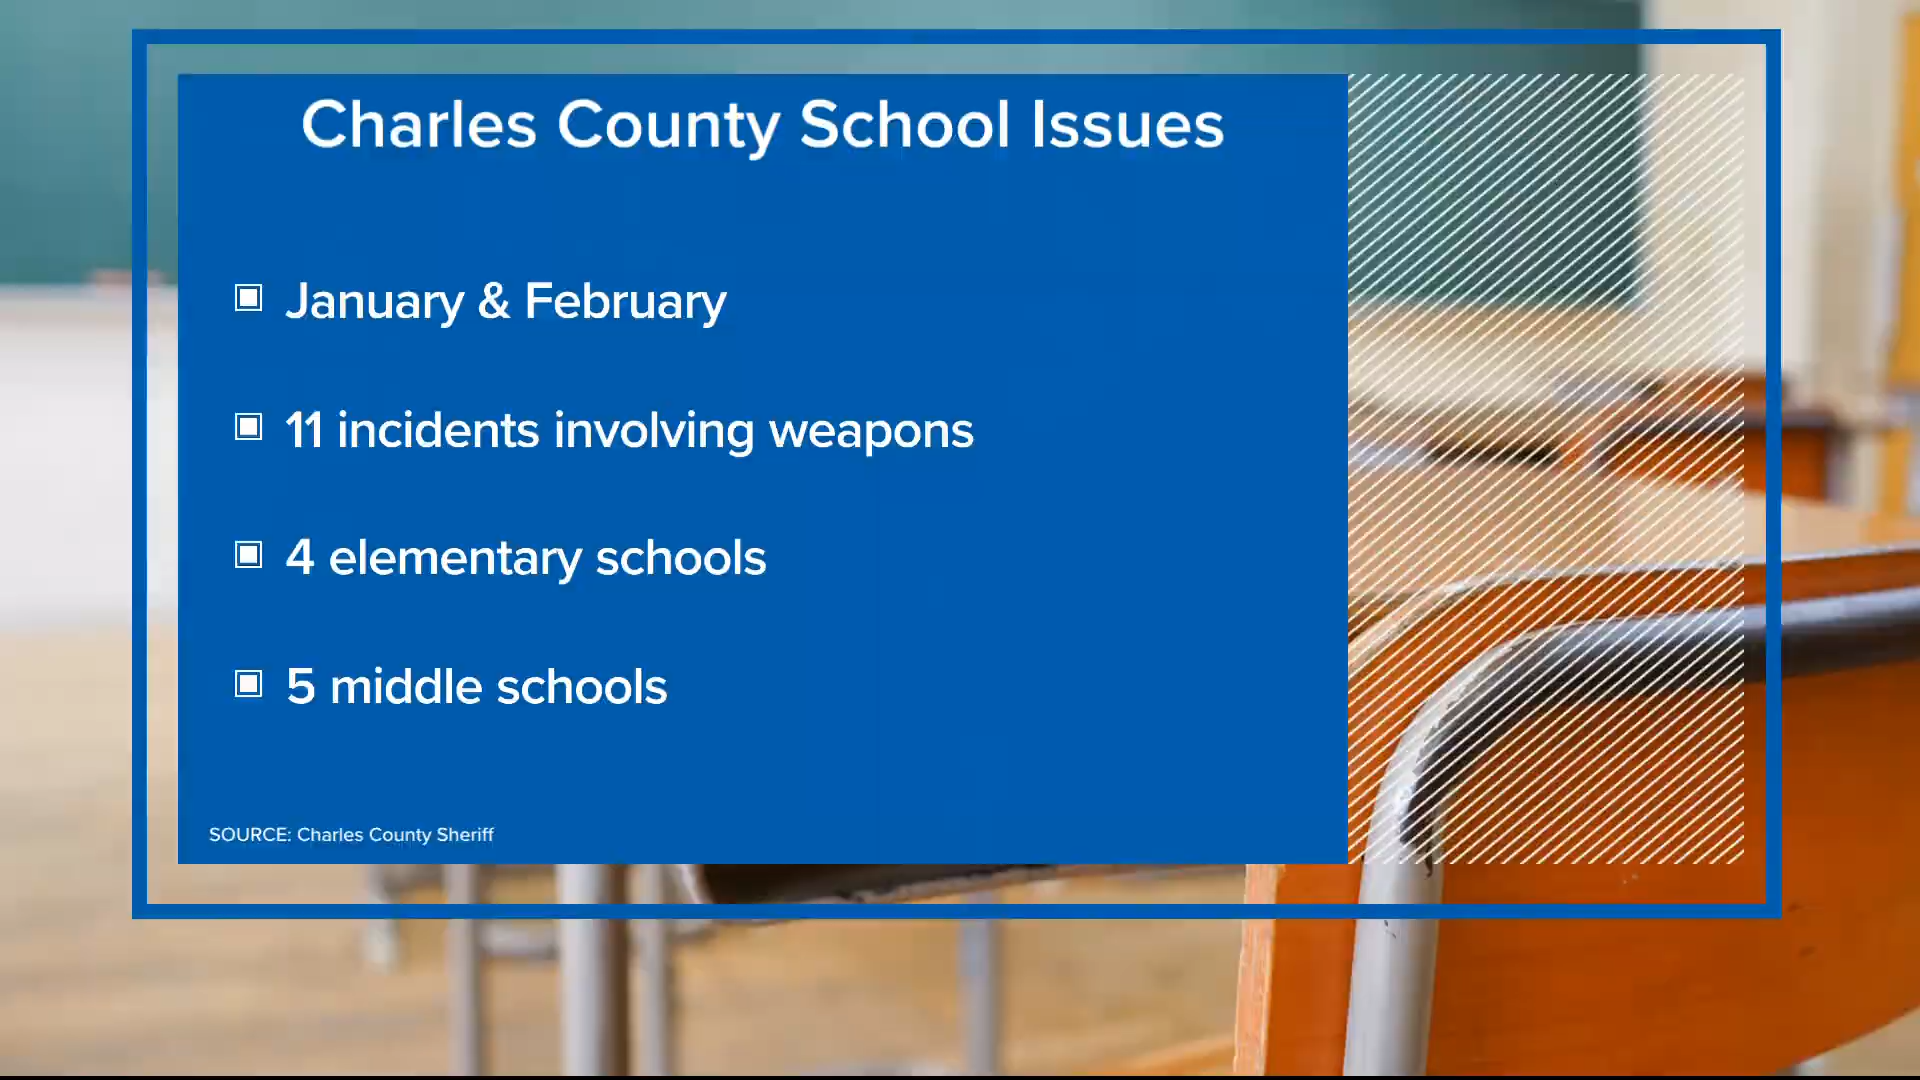 Charles County School Issues
January & February
11 incidents involving weapons
4 elementary schools
5 middle schools
SOURCE: Charles County Sheriff